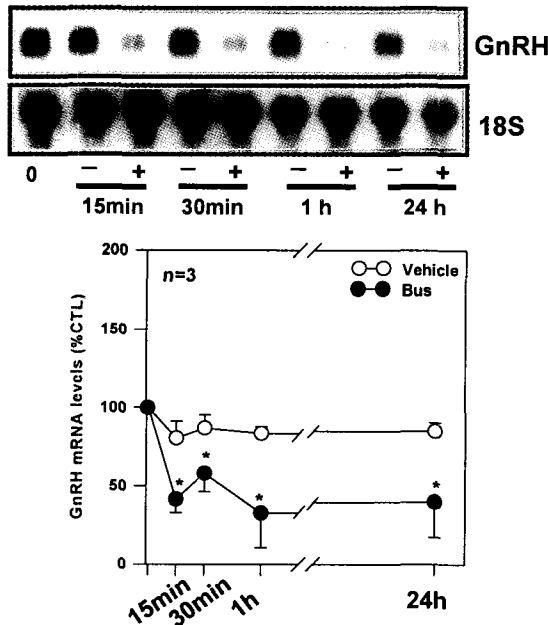 GnRH
18S
0 − + − + − + − +
15min 30min 1 h 24 h
200
n=3
Vehicle
Bus
150
100
50
0
GnRH mRNA levels (%CTL)
* * * *
15min 30min 1h 24h